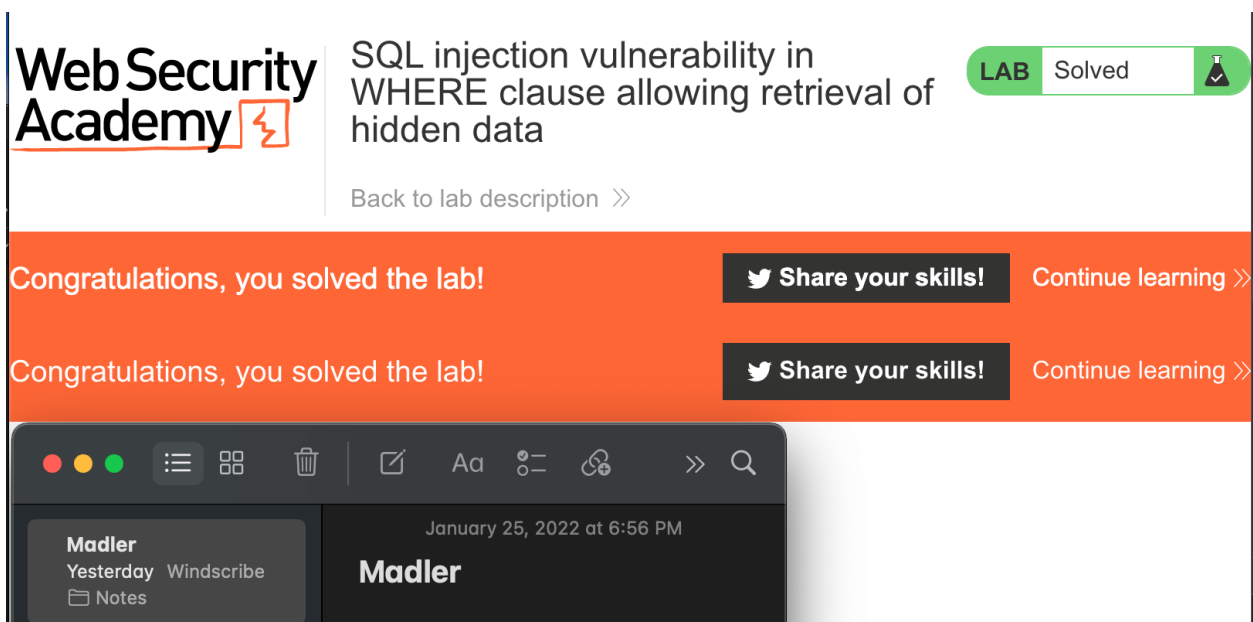 Web Security
Academy
SQL injection vulnerability in
WHERE clause allowing retrieval of
hidden data
Back to lab description
LAB Solved
Congratulations, you solved the lab!
Share your skills!
Continue learning
Congratulations, you solved the lab!
Share your skills!
Continue learning
Aa
Madler
Yesterday Windscribe
Notes
January 25, 2022 at 6:56 PM
Madler